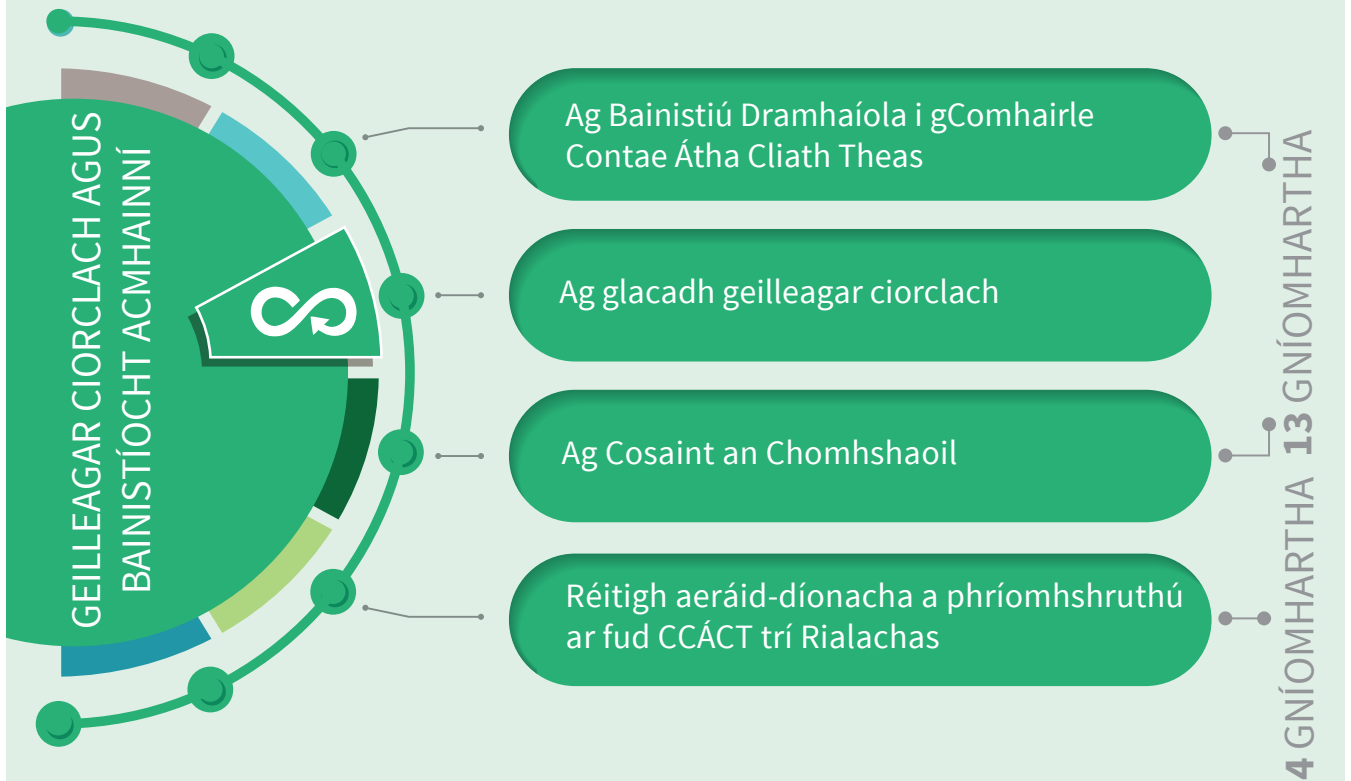 GEILLEAGAR CIORCLACH AGUS
BAINISTÍOCHT ACMHAINNÍ
Ag Bainistiú Dramhaíola i gComhairle
Contae Átha Cliath Theas
Ag glacadh geilleagar ciorclach
Ag Cosaint an Chomhshaoil
Réitigh aeráid-díonacha a phríomhshruthú
ar fud CCÁCT trí Rialachas
13 GNÍOMHARTHA
4 GNÍOMHARTHA